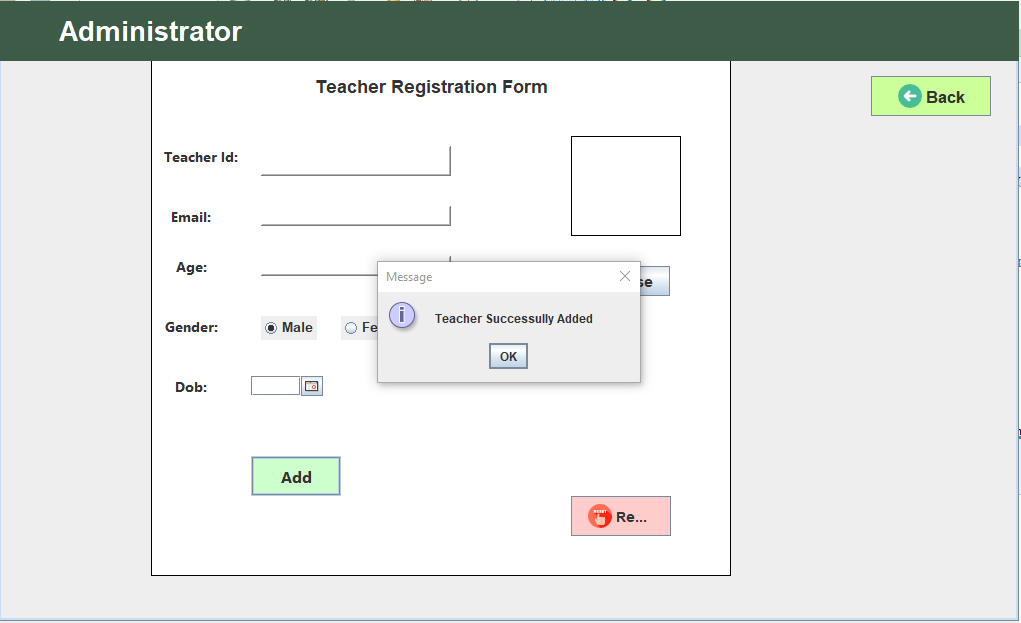 Administrator
Teacher Registration Form
Back
Teacher Id:
Email:
Age:
Message
se
Teacher Successully Added
OK
Gender:
Male
Fe
Dob:
Add
RESET
Re...